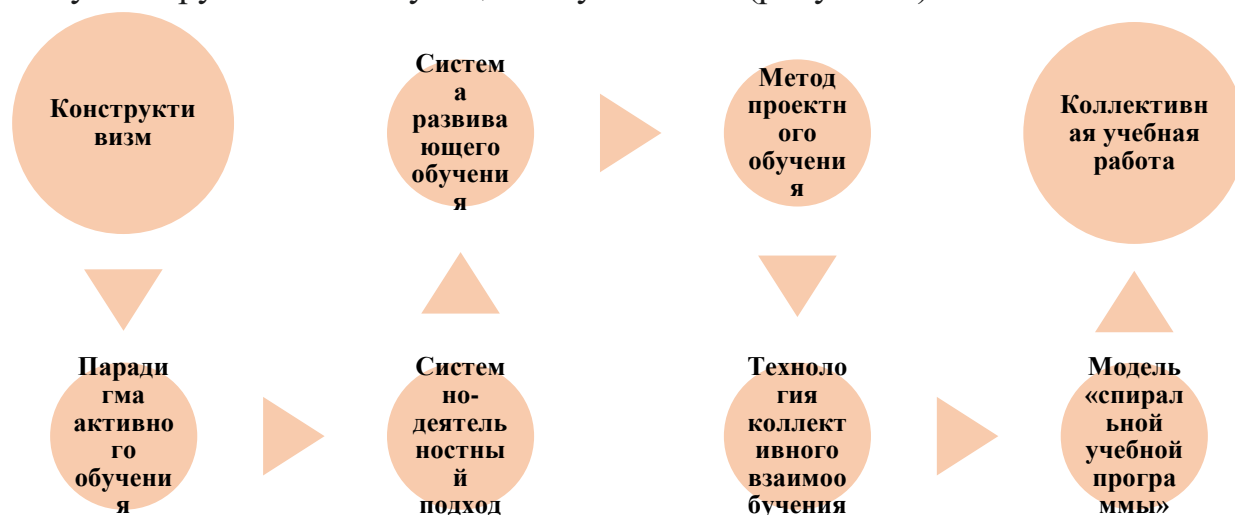 Конструкти
визм
Паради
гма
активно
го
обучени
я
Систем
но-
деятель
ностны
й
подход
Систем
а
развива
ющего
обучени
я
Метод
проектн
ого
обучени
я
Техноло
гия
коллект
ивного
взаимоо
бучения
Модель
«спирал
ьной
учебной
програ
ммы»
Коллективн
ая учебная
работа